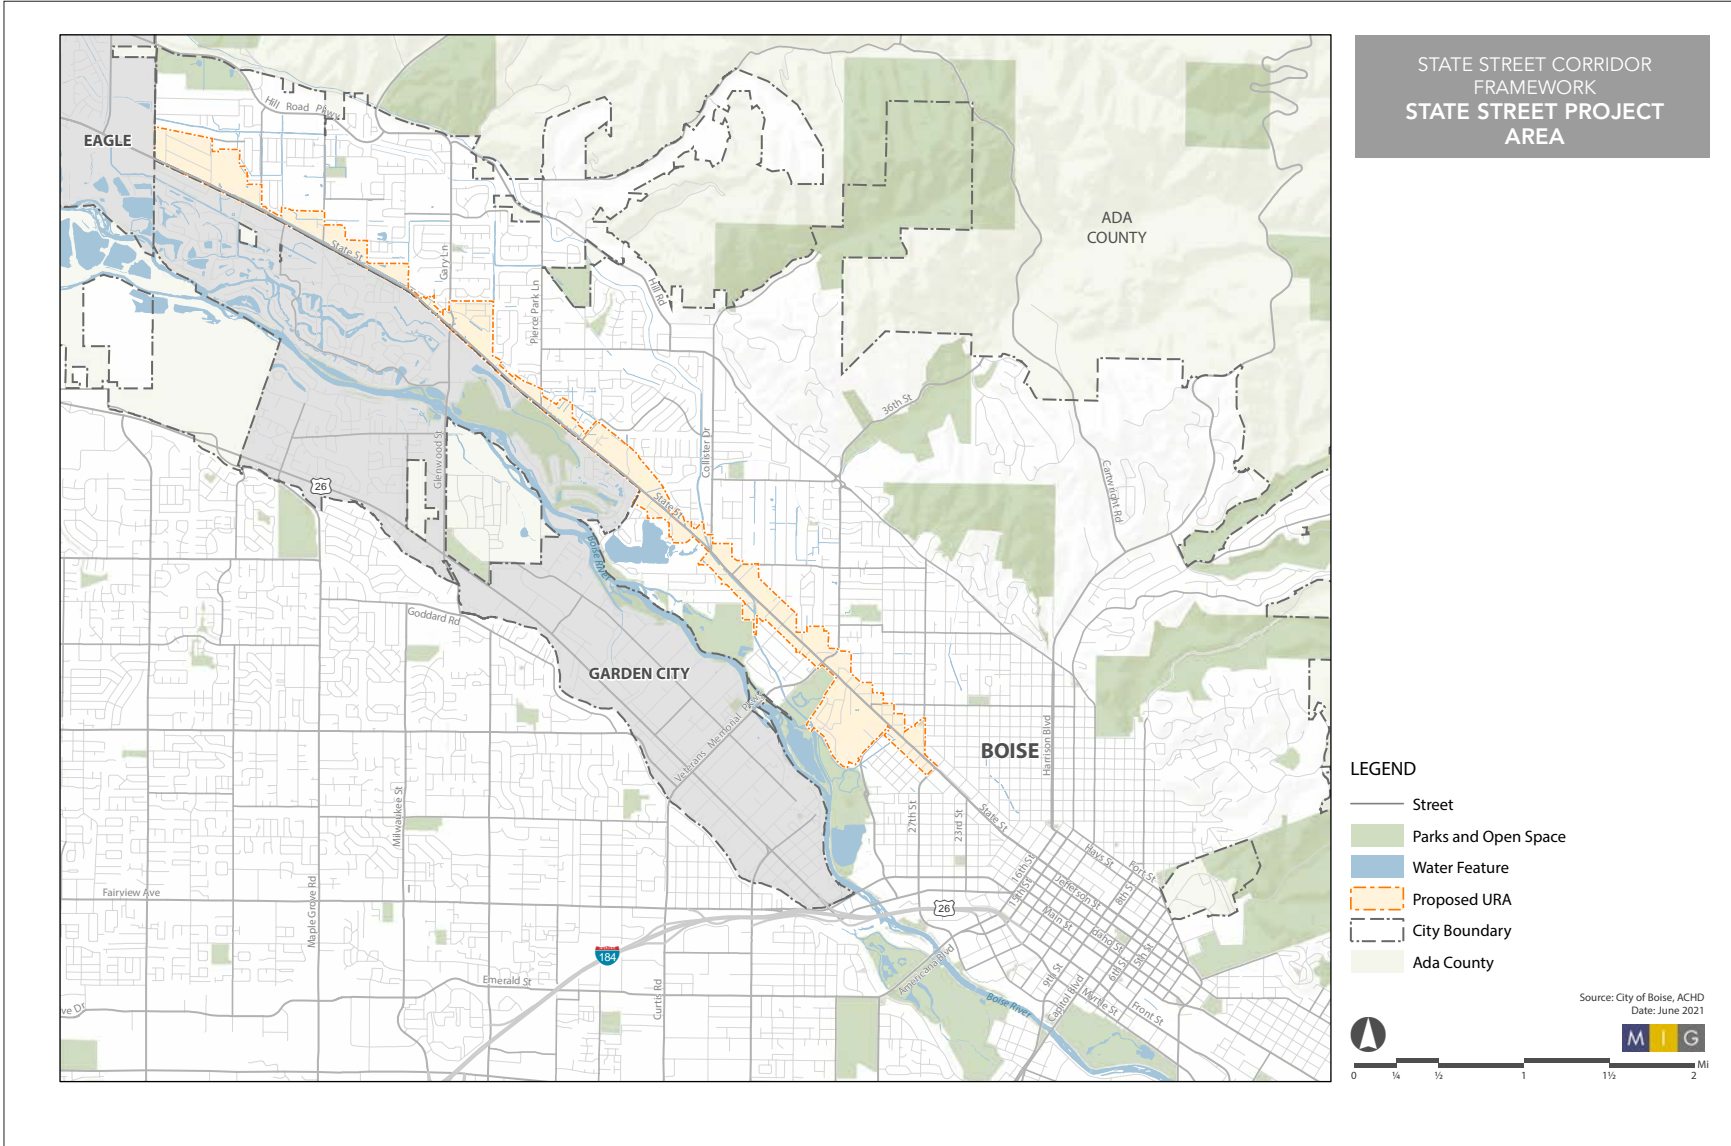 STATE STREET CORRIDOR
FRAMEWORK
STATE STREET PROJECT
AREA
Hill Road Pkwy
EAGLE
ADA
COUNTY
State St
Gary Ln
Pierce Park Ln
Hill Rd
36th St
Collister Dr
Cartwright Rd
Glenwood St
26
State St
Boise River
Goddard Rd
GARDEN CITY
Veterans Memorial Pkwy
BOISE
Harrison Blvd
Milwaukee St
27th St
23rd St
State St
Hays St
Fort St
16th St
15th St
Jefferson St
8th St
Fairview Ave
Maple Grove Rd
26
Main St
Idaho St
5th St
6th St
184
Americana Blvd
Emerald St
Curtis Rd
9th St
Capitol Blvd
Myrtle St
Front St
Boise River
ve Dr
LEGEND
Street
Parks and Open Space
Water Feature
Proposed URA
City Boundary
Ada County
Source: City of Boise, ACHD
Date: June 2021
M I G
0 ¼ ½ 1 1½ 2 Mi